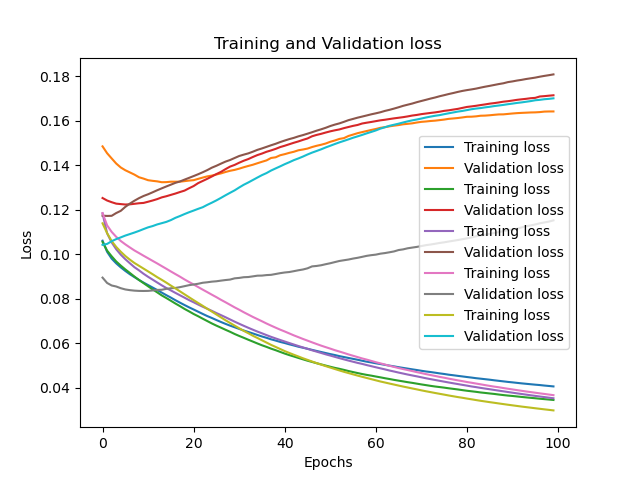 Training and Validation loss
0.18
0.16
0.14
0.12
0.10
0.08
0.06
0.04
Loss
Training loss
Validation loss
Training loss
Validation loss
Training loss
Validation loss
Training loss
Validation loss
Training loss
Validation loss
0 20 40 60 80 100
Epochs